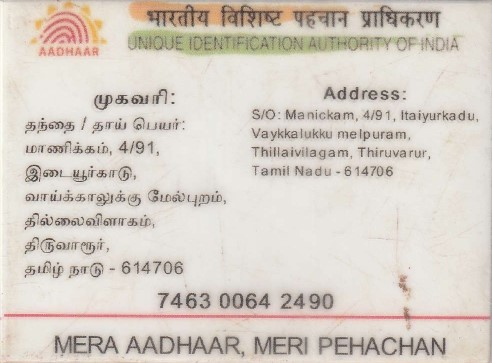 भारतीय विशिष्ट पहचान प्राधिकरण
AADHAAR
UNIQUE IDENTIFICATION AUTHORITY OF INDIA
முகவரி:
தந்தை / தாய் பெயர்:
மாணிக்கம், 4/91,
இடையூர்காடு,
வாய்க்காலுக்கு மேல்புறம்,
தில்லைவிளாகம்,
திருவாரூர்,
தமிழ் நாடு - 614706
Address:
S/O: Manickam, 4/91, Itaiyurkadu,
Vaykkalukku melpuram,
Thillaivilagam, Thiruvarur,
Tamil Nadu - 614706
7463 0064 2490
MERA AADHAAR, MERI PEHACHAN